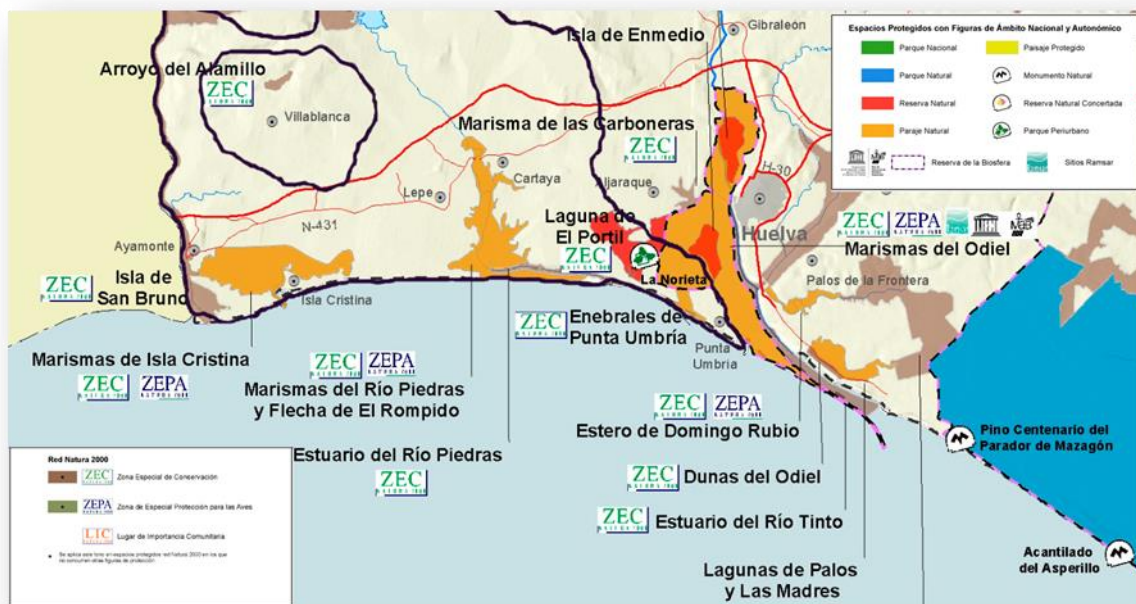 Gibraleón
Isla de Enmedio
Espacios Protegidos con Figuras de Ámbito Nacional y Autonómico
Parque Nacional
Paisaje Protegido
Parque Natural
Monumento Natural
Reserva Natural
Reserva Natural Concertada
Paraje Natural
Parque Periurbano
Reserva de la Biosfera
Sitios Ramsar
Arroyo del Alamillo
ZEC
Villablanca
Marisma de las Carboneras
ZEC
Cartaya
Aljaraque
H-30
Lepe
N-431
Laguna de
El Portil
ZEC
Huelva
ZEC ZEPA
Marismas del Odiel
Ayamonte
La Norieta
Palos de la Frontera
ZEC
Isla de
San Bruno
Isla Cristina
ZEC
Enebrales de
Punta Umbría
Punta
Umbría
Marismas de Isla Cristina
ZEC ZEPA
ZEC ZEPA
Marismas del Río Piedras
y Flecha de El Rompido
ZEC ZEPA
Estero de Domingo Rubio
Pino Centenario del
Parador de Mazagón
Estuario del Río Piedras
ZEC
ZEC
Dunas del Odiel
ZEC
Estuario del Río Tinto
Lagunas de Palos
y Las Madres
Acantilado
del Asperillo
Red Natura 2000
ZEC
Zona Especial de Conservación
ZEPA
Zona de Especial Protección para las Aves
LIC
Lugar de Importancia Comunitaria